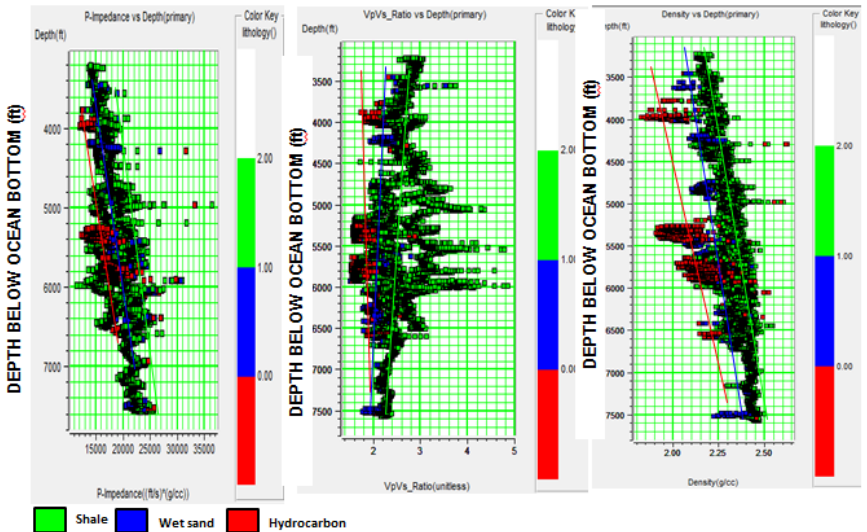 P-Impedance vs Depth(primary)
Color Key
lithology()
Depth(ft)
DEPTH BELOW OCEAN BOTTOM (ft)
4000
5000
6000
7000
15000 20000 25000 30000 35000
P-Impedance((ft/s)*(g/cc))
2.00
1.00
0.00
VpVs_Ratio vs Depth(primary)
Color Key
lithology()
Depth(ft)
DEPTH BELOW OCEAN BOTTOM (ft)
3500
4000
4500
5000
5500
6000
6500
7000
7500
2 3 4 5
VpVs_Ratio(unitless)
2.00
1.00
0.00
Density vs Depth(primary)
Color Key
lithology()
Depth(ft)
DEPTH BELOW OCEAN BOTTOM (ft)
3500
4000
4500
5000
5500
6000
6500
7000
7500
2.00 2.25 2.50
Density(g/cc)
2.00
1.00
0.00
Shale Wet sand Hydrocarbon